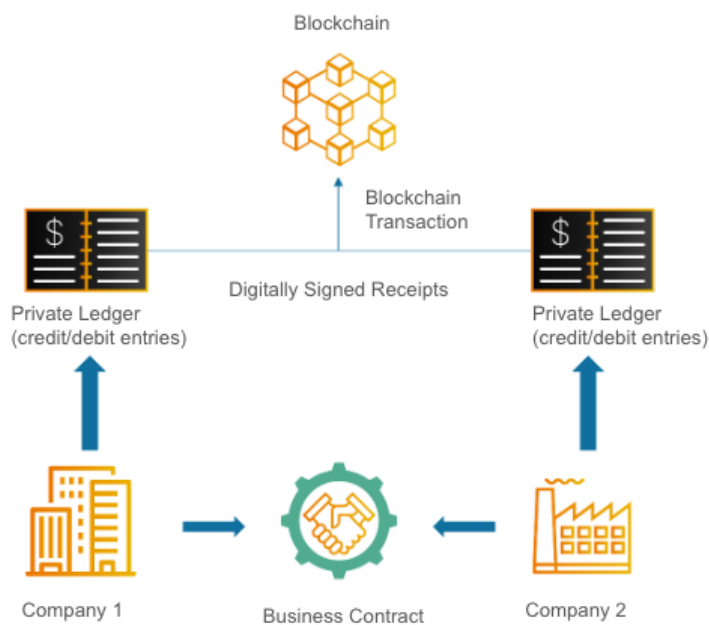 Blockchain
Blockchain
Transaction
$
$
Digitally Signed Receipts
Private Ledger
(credit/debit entries)
Private Ledger
(credit/debit entries)
Company 1
Business Contract
Company 2